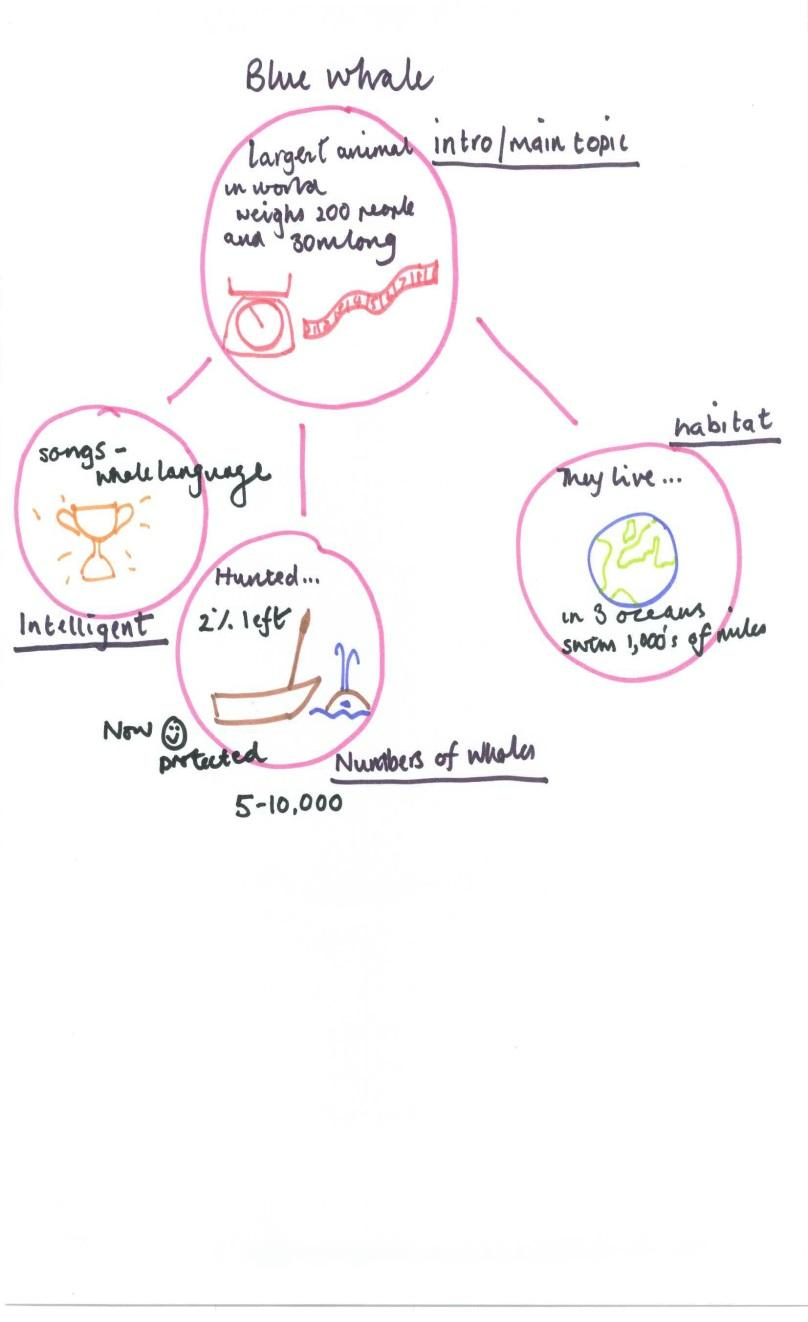 Blue whale
intro/main topic
largest animal
in world
weighs 200 people
and 30m long
songs -
whale language
Intelligent
Hunted...
2% left
Now
protected
Numbers of whales
5-10,000
habitat
They live...
in 3 oceans
swim 1,000's of miles